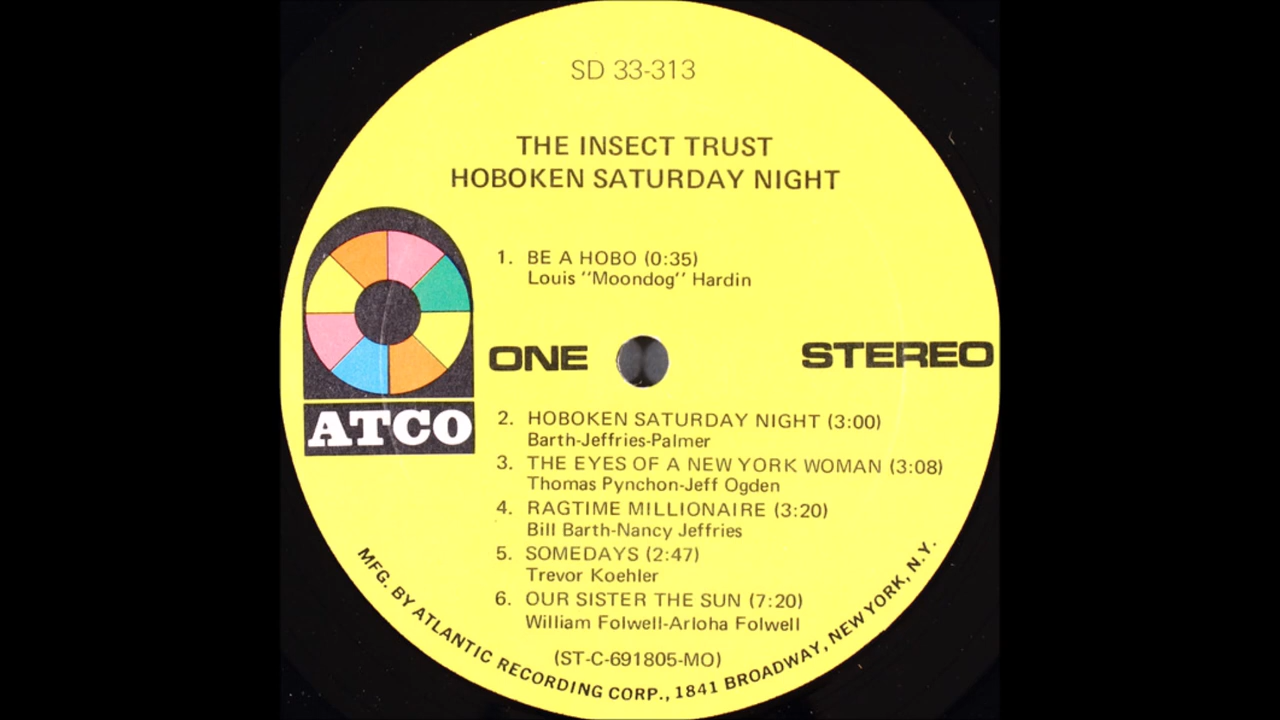 SD 33-313
THE INSECT TRUST
HOBOKEN SATURDAY NIGHT
1. BE A HOBO (0:35)
Louis "Moondog" Hardin
ONE
STEREO
ATCO
2. HOBOKEN SATURDAY NIGHT (3:00)
Barth-Jeffries-Palmer
3. THE EYES OF A NEW YORK WOMAN (3:08)
Thomas Pynchon-Jeff Ogden
4. RAGTIME MILLIONAIRE (3:20)
Bill Barth-Nancy Jeffries
5. SOMEDAYS (2:47)
Trevor Koehler
6. OUR SISTER THE SUN (7:20)
William Folwell-Arloha Folwell
(ST-C-691805-MO)
MFG. BY ATLANTIC RECORDING CORP., 1841 BROADWAY, NEW YORK, N.Y.